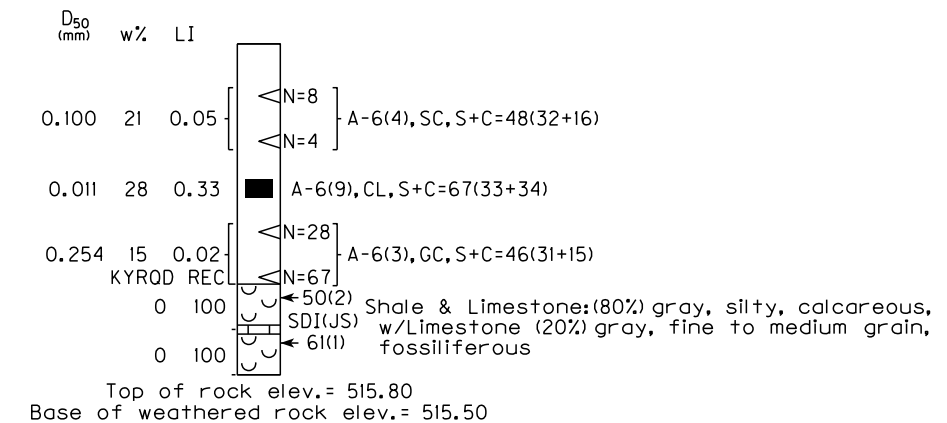 D50 (mm) w% LI
N=8
0.100 21 0.05 A-6(4),SC,S+C=48(32+16)
N=4
0.011 28 0.33 A-6(9),CL,S+C=67(33+34)
N=28
0.254 15 0.02 A-6(3),GC,S+C=46(31+15)
KYRQD REC N=67
0 100 50(2) Shale & Limestone:(80%) gray, silty, calcareous,
SDI(JS) w/Limestone (20%) gray, fine to medium grain,
0 100 61(1) fossiliferous
Top of rock elev.= 515.80
Base of weathered rock elev.= 515.50